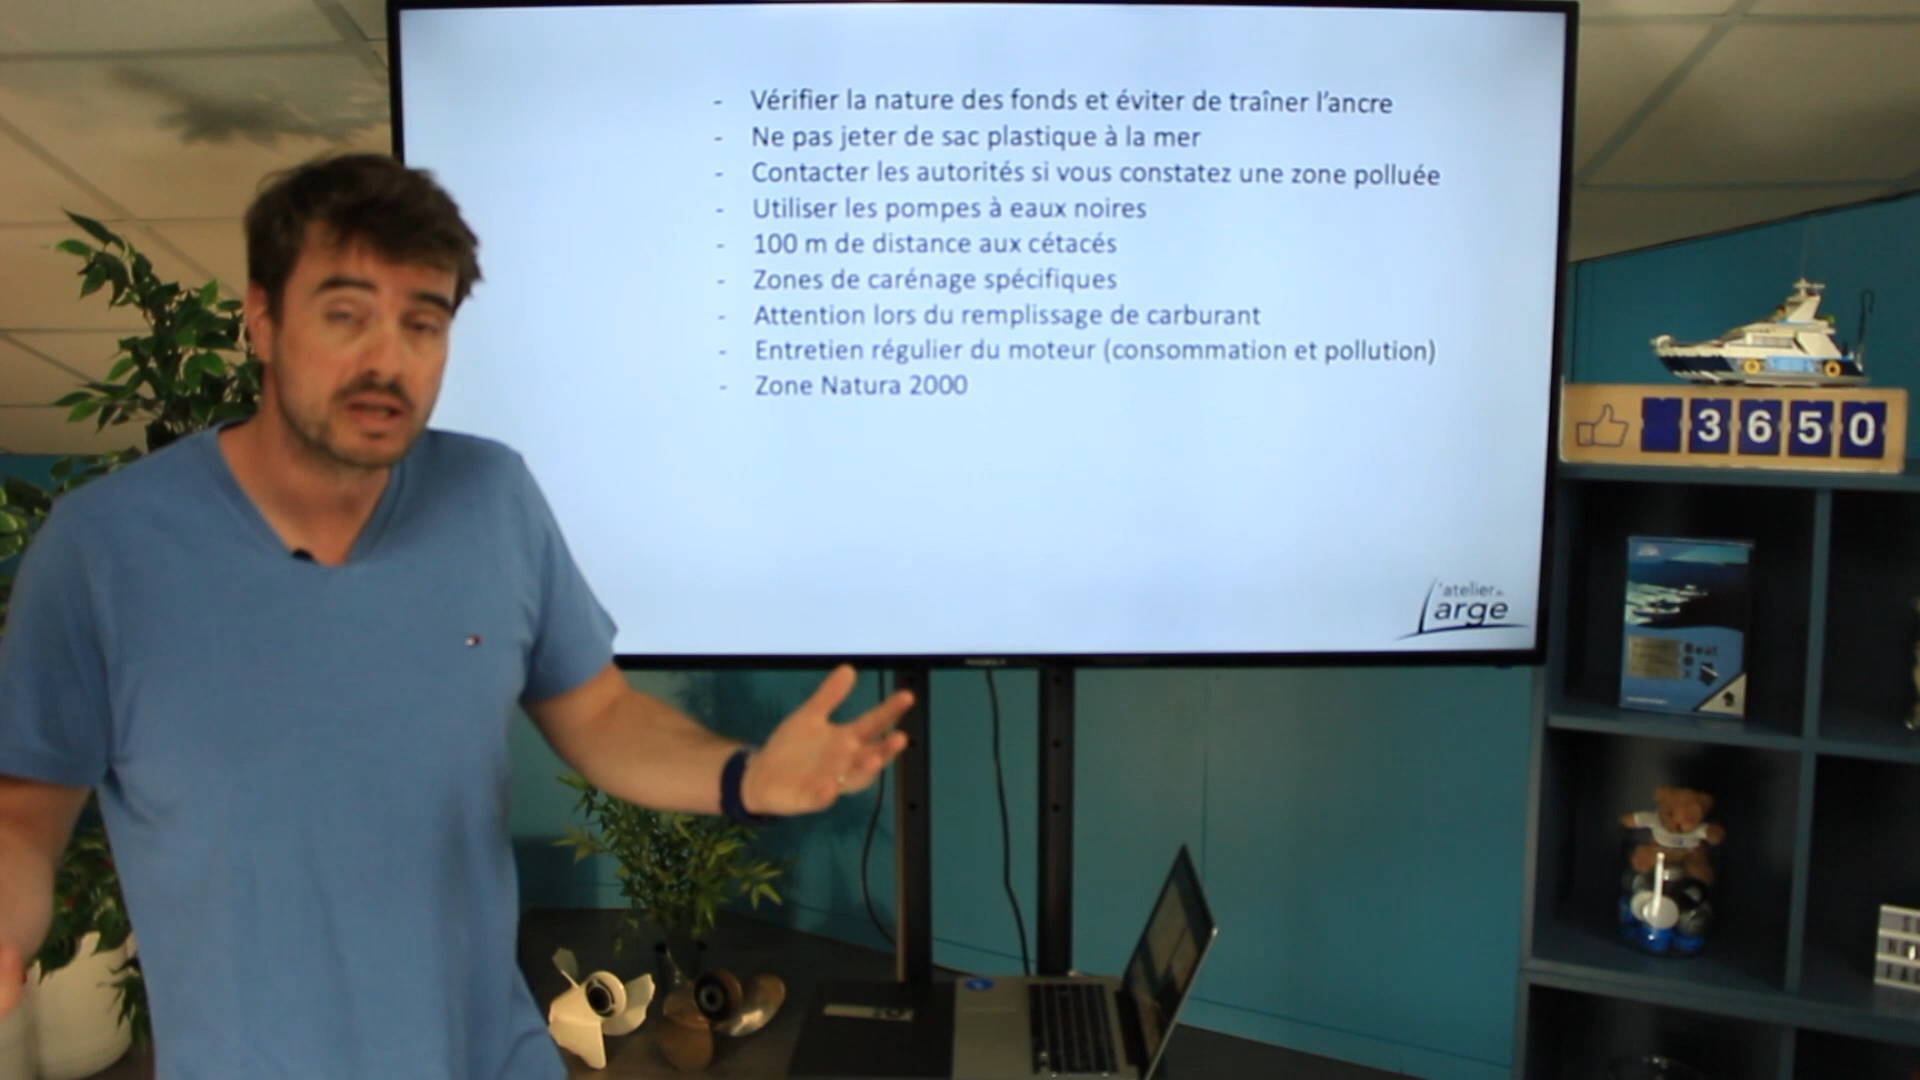 - Vérifier la nature des fonds et éviter de traîner l'ancre
- Ne pas jeter de sac plastique à la mer
- Contacter les autorités si vous constatez une zone polluée
- Utiliser les pompes à eaux noires
- 100 m de distance aux cétacés
- Zones de carénage spécifiques
- Attention lors du remplissage de carburant
- Entretien régulier du moteur (consommation et pollution)
- Zone Natura 2000
3650
l'atelier du
Large